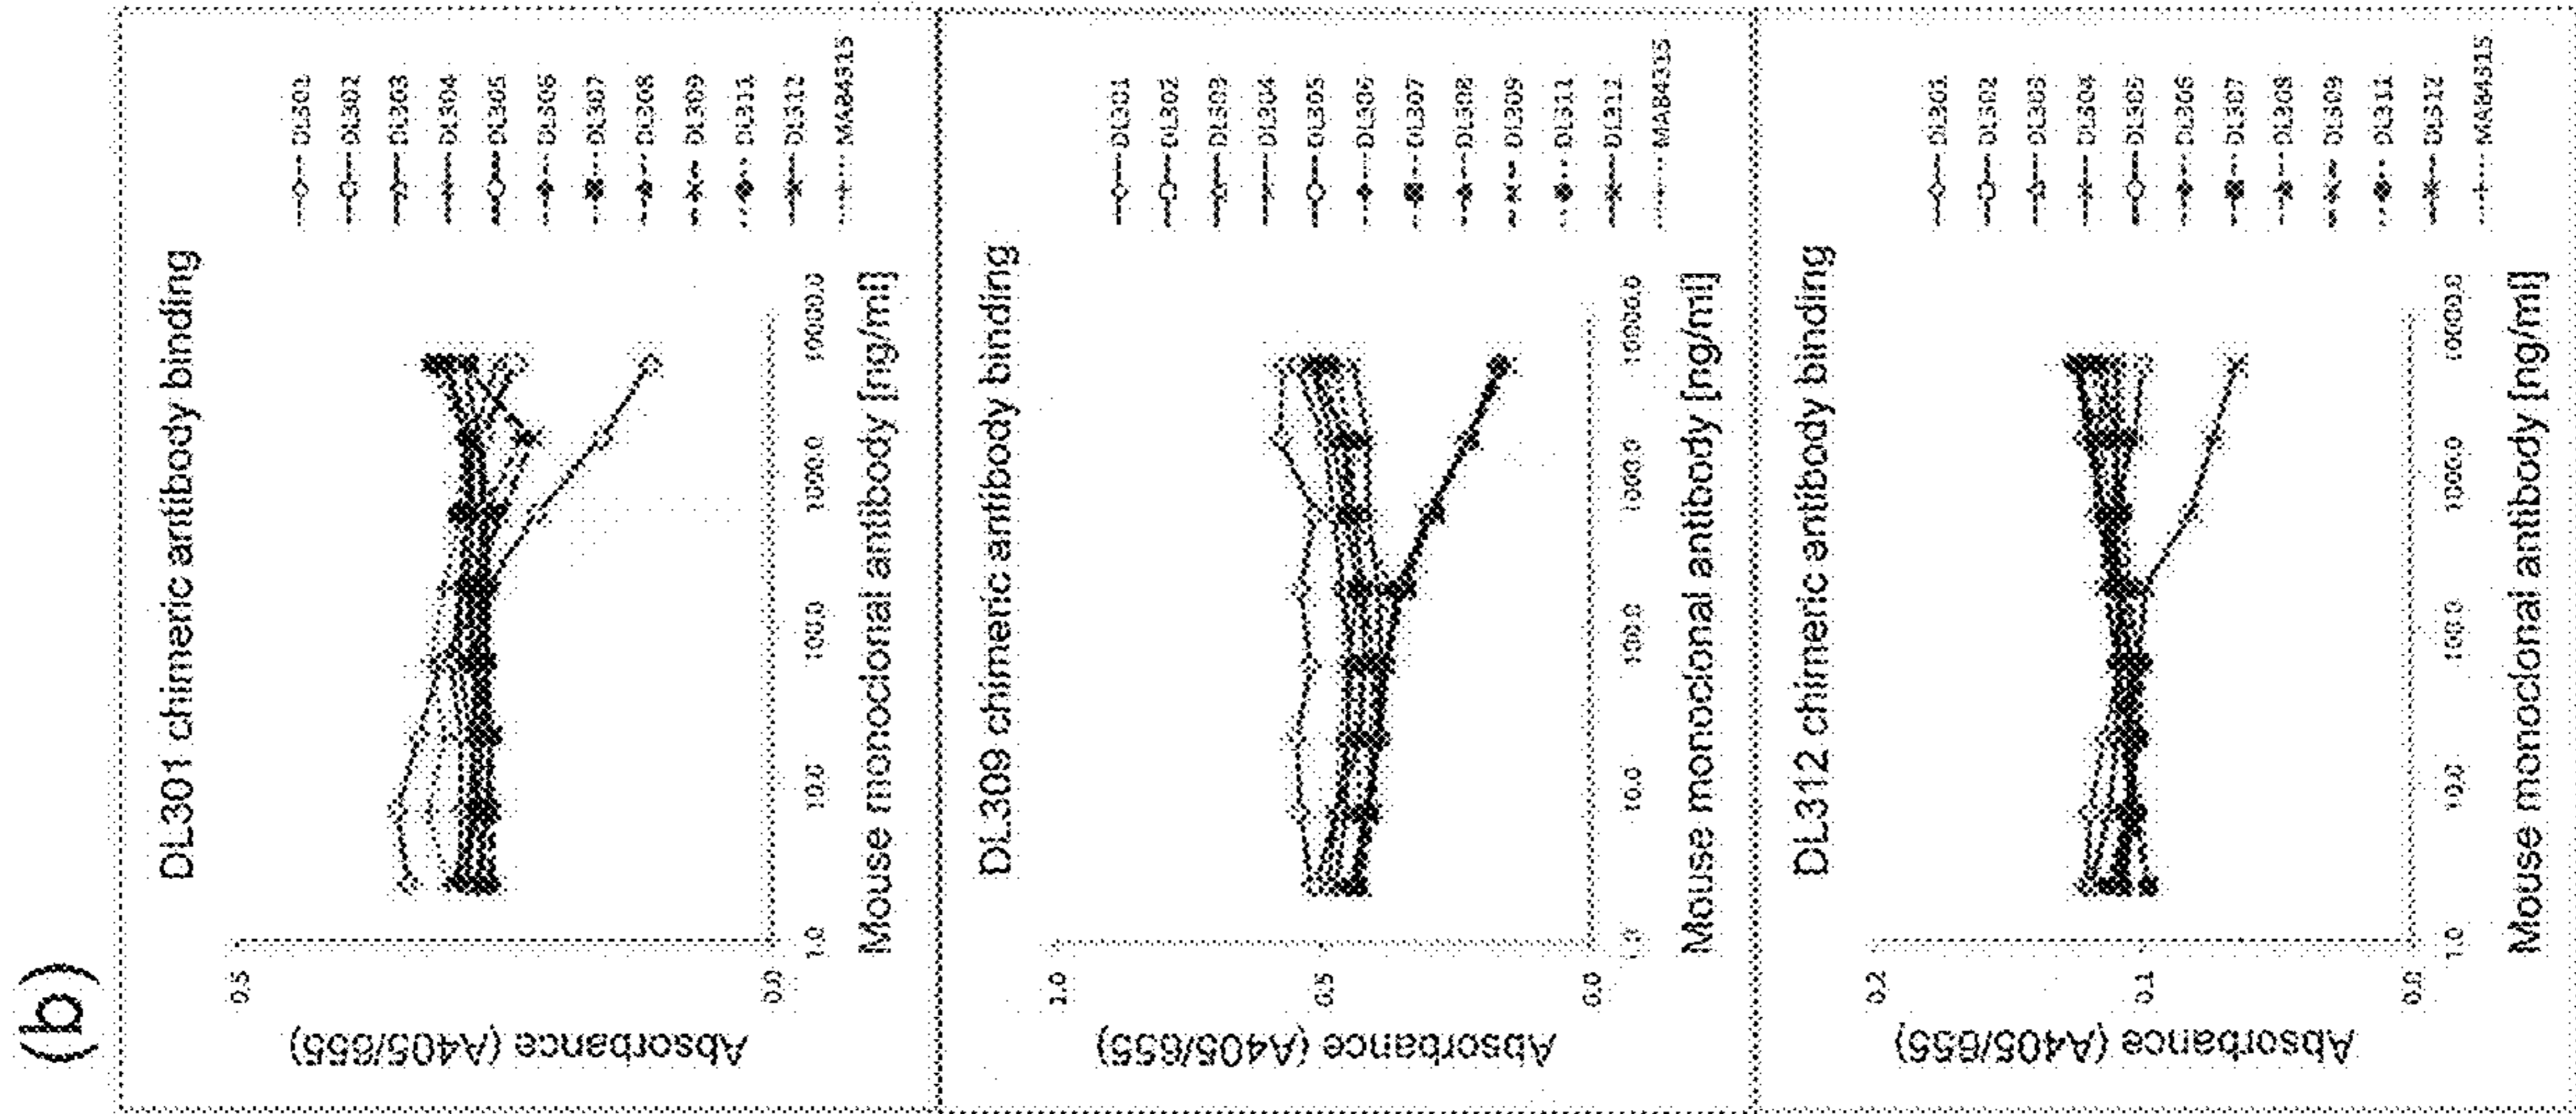 (b)
DL301 chimeric antibody binding
Absorbance (A405/655)
0.5
0.0
1.0
10.0
100.0
1000.0
10000.0
Mouse monoclonal antibody [ng/ml]
DL301
DL302
DL303
DL304
DL305
DL306
DL307
DL308
DL309
DL311
DL312
MAB4315
DL309 chimeric antibody binding
Absorbance (A405/655)
1.0
0.5
0.0
1.0
10.0
100.0
1000.0
10000.0
Mouse monoclonal antibody [ng/ml]
DL301
DL302
DL303
DL304
DL305
DL306
DL307
DL308
DL309
DL311
DL312
MAB4315
DL312 chimeric antibody binding
Absorbance (A405/655)
0.2
0.1
0.0
1.0
10.0
100.0
1000.0
10000.0
Mouse monoclonal antibody [ng/ml]
DL301
DL302
DL303
DL304
DL305
DL306
DL307
DL308
DL309
DL311
DL312
MAB4315